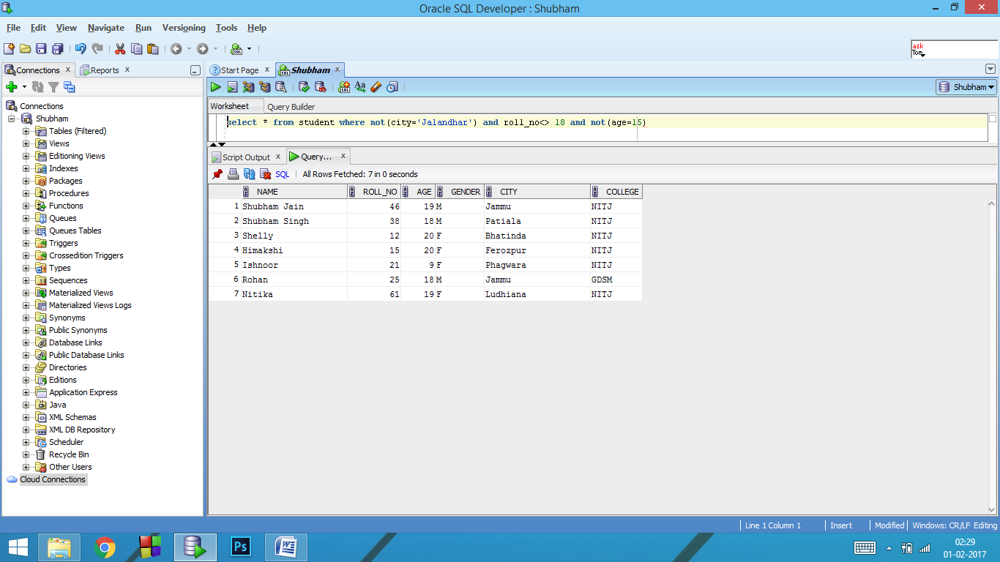 Oracle SQL Developer : Shubham
File Edit View Navigate Run Versioning Tools Help
ask
Tom
Connections x Reports x
Start Page x Shubham x
Shubham
Worksheet Query Builder
select * from student where not(city='Jalandhar') and roll_no<> 18 and not(age=15)
Connections
Shubham
Tables (Filtered)
Views
Editioning Views
Indexes
Packages
Procedures
Functions
Queues
Queues Tables
Triggers
Crossedition Triggers
Types
Sequences
Materialized Views
Materialized Views Logs
Synonyms
Public Synonyms
Database Links
Public Database Links
Directories
Editions
Application Express
Java
XML Schemas
XML DB Repository
Scheduler
Recycle Bin
Other Users
Cloud Connections
Script Output x Query... x
SQL | All Rows Fetched: 7 in 0 seconds
NAME ROLL_NO AGE GENDER CITY COLLEGE
1 Shubham Jain 46 19 M Jammu NITJ
2 Shubham Singh 38 18 M Patiala NITJ
3 Shelly 12 20 F Bhatinda NITJ
4 Himakshi 15 20 F Ferozpur NITJ
5 Ishnoor 21 9 F Phagwara NITJ
6 Rohan 25 18 M Jammu GDSM
7 Nitika 61 19 F Ludhiana NITJ
Line 1 Column 1 | Insert | Modified | Windows: CR/LF Editing
Ps
W
02:29
01-02-2017